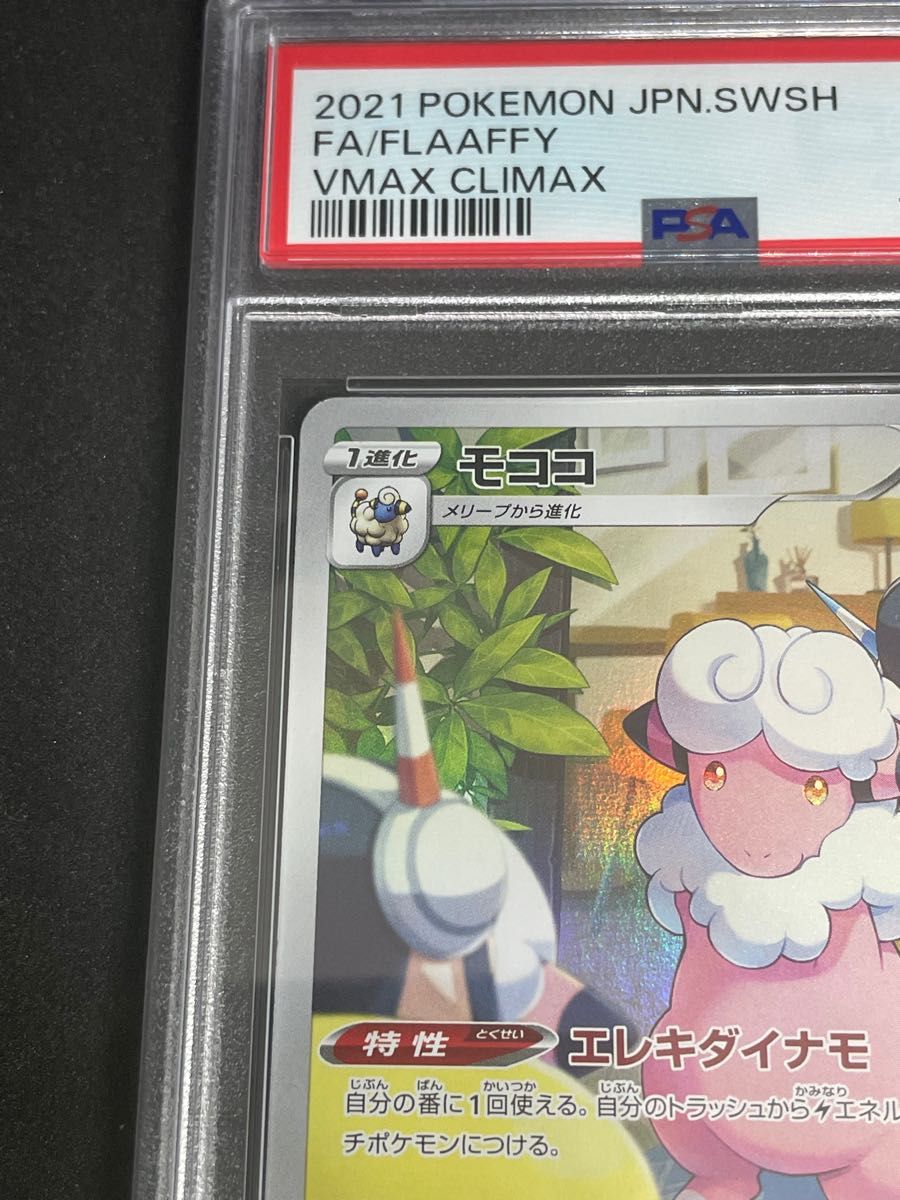 2021 POKEMON JPN.SWSH
FA/FLAAFFY
VMAX CLIMAX
PSA
1進化
モココ
メリープから進化
特性
とくせい
エレキダイナモ
じぶん ばん かいつか じぶん かみなり
自分の番に1回使える。自分のトラッシュからエネル
チポケモンにつける。